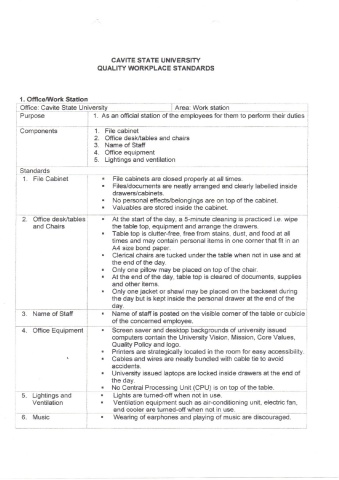 CAVITE STATE UNIVERSITY
QUALITY WORKPLACE STANDARDS
1. Office/Work Station
Office: Cavite State University Area: Work station
Purpose 1. As an official station of the employees for them to perform their duties
Components 1. File cabinet
2. Office desk/tables and chairs
3. Name of Staff
4. Office equipment
5. Lightings and ventilation
Standards
1. File Cabinet • File cabinets are closed properly at all times.
• Files/documents are neatly arranged and clearly labelled inside
drawers/cabinets.
• No personal effects/belongings are on top of the cabinet.
• Valuables are stored inside the cabinet.
2. Office desk/tables • At the start of the day, a 5-minute cleaning is practiced i.e. wipe
and Chairs the table top, equipment and arrange the drawers.
• Table top is clutter-free, free from stains, dust, and food at all
times and may contain personal items in one corner that fit in an
A4 size bond paper.
• Clerical chairs are tucked under the table when not in use and at
the end of the day.
• Only one pillow may be placed on top of the chair.
• At the end of the day, table top is cleared of documents, supplies
and other items.
• Only one jacket or shawl may be placed on the backseat during
the day but is kept inside the personal drawer at the end of the
day.
3. Name of Staff • Name of staff is posted on the visible corner of the table or cubicle
of the concerned employee.
4. Office Equipment • Screen saver and desktop backgrounds of university issued
computers contain the University Vision, Mission, Core Values,
Quality Policy and logo.
• Printers are strategically located in the room for easy accessibility.
• Cables and wires are neatly bundled with cable tie to avoid
accidents.
• University issued laptops are locked inside drawers at the end of
the day.
• No Central Processing Unit (CPU) is on top of the table.
5. Lightings and • Lights are turned-off when not in use.
Ventilation • Ventilation equipment such as air-conditioning unit, electric fan,
and cooler are turned-off when not in use.
6. Music • Wearing of earphones and playing of music are discouraged.